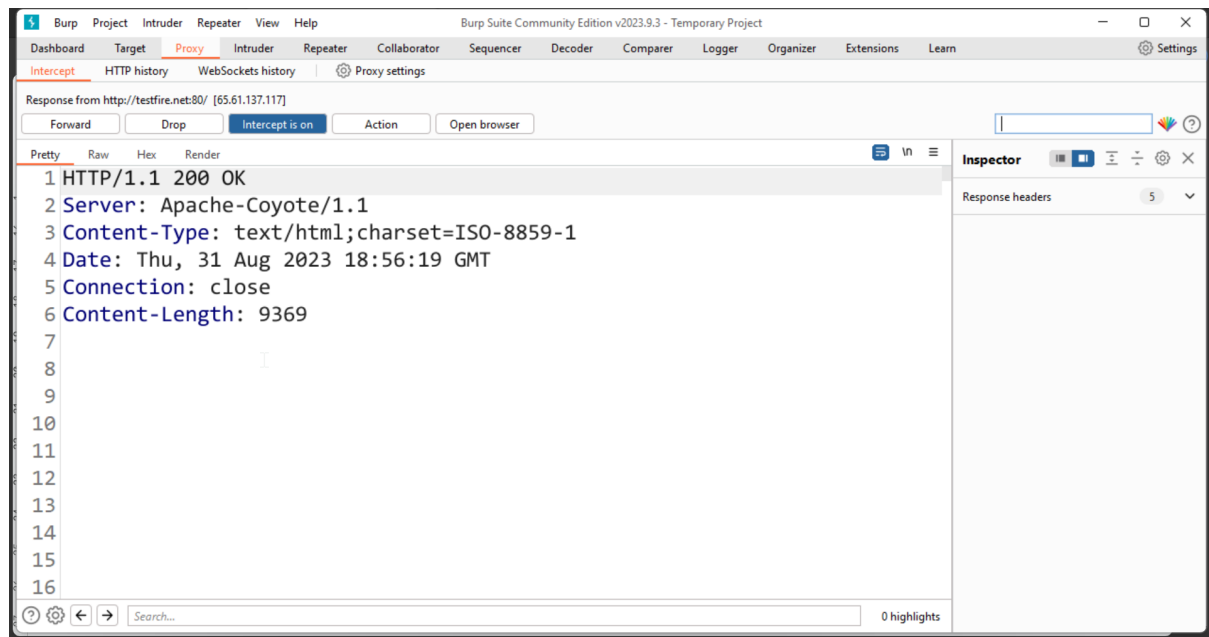 Burp Project Intruder Repeater View Help Burp Suite Community Edition v2023.9.3 - Temporary Project
Dashboard Target Proxy Intruder Repeater Collaborator Sequencer Decoder Comparer Logger Organizer Extensions Learn Settings
Intercept HTTP history WebSockets history Proxy settings
Response from http://testfire.net:80/ [65.61.137.117]
Forward Drop Intercept is on Action Open browser
Pretty Raw Hex Render \n Inspector
1 HTTP/1.1 200 OK
Response headers 5
2 Server: Apache-Coyote/1.1
3 Content-Type: text/html;charset=ISO-8859-1
4 Date: Thu, 31 Aug 2023 18:56:19 GMT
5 Connection: close
6 Content-Length: 9369
7
8
9
10
11
12
13
14
15
16
Search... 0 highlights